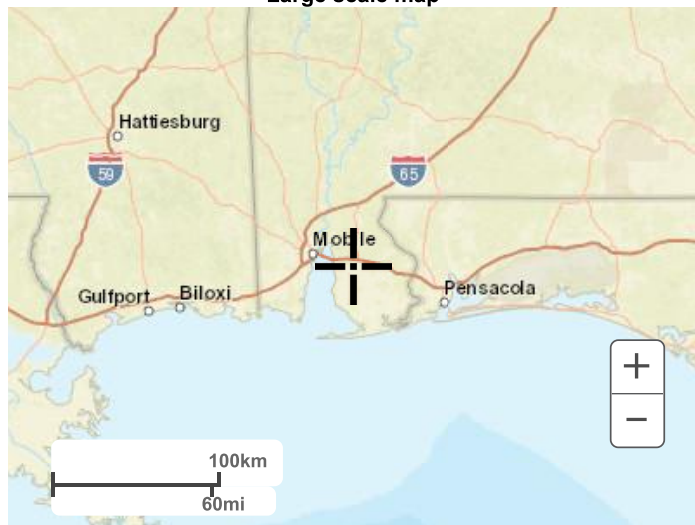 Large scale map
Hattiesburg
59
65
Mobile
Pensacola
Gulfport
Biloxi
+
−
100km
60mi